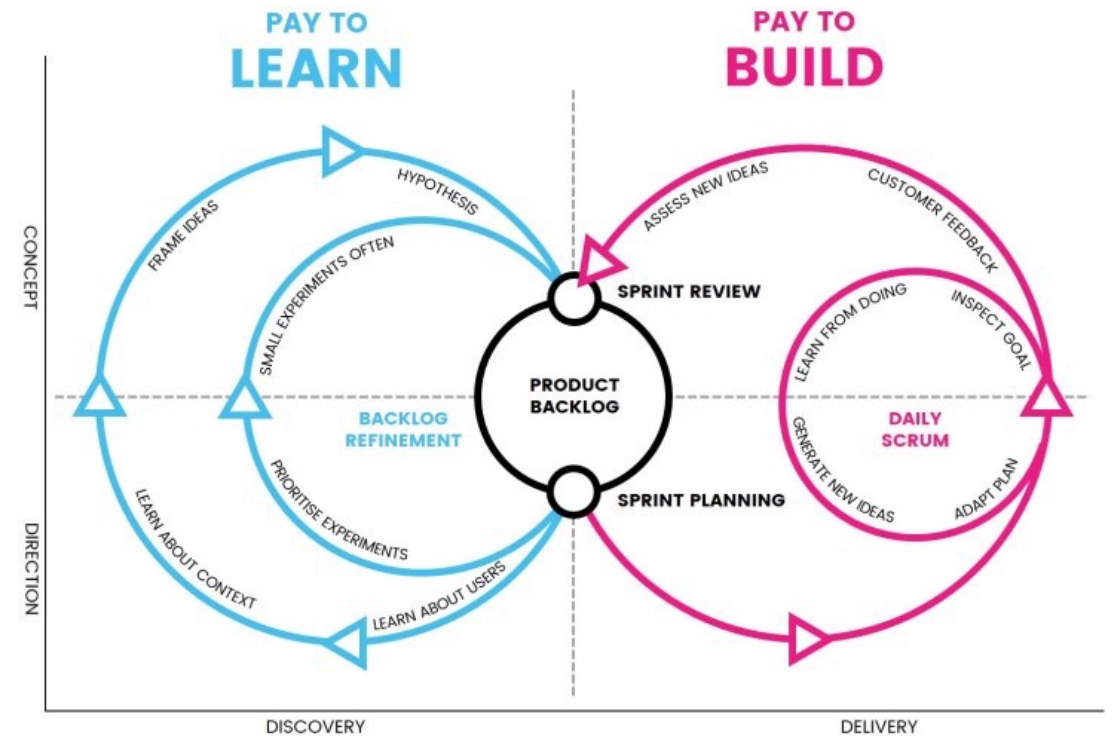 PAY TO
LEARN
PAY TO
BUILD
FRAME IDEAS
HYPOTHESIS
SMALL EXPERIMENTS OFTEN
ASSESS NEW IDEAS
CUSTOMER FEEDBACK
LEARN FROM DOING
INSPECT GOAL
CONCEPT
SPRINT REVIEW
PRODUCT
BACKLOG
BACKLOG
REFINEMENT
DAILY
SCRUM
GENERATE NEW IDEAS
ADAPT PLAN
PRIORITISE EXPERIMENTS
LEARN ABOUT CONTEXT
LEARN ABOUT USERS
SPRINT PLANNING
DIRECTION
DISCOVERY
DELIVERY